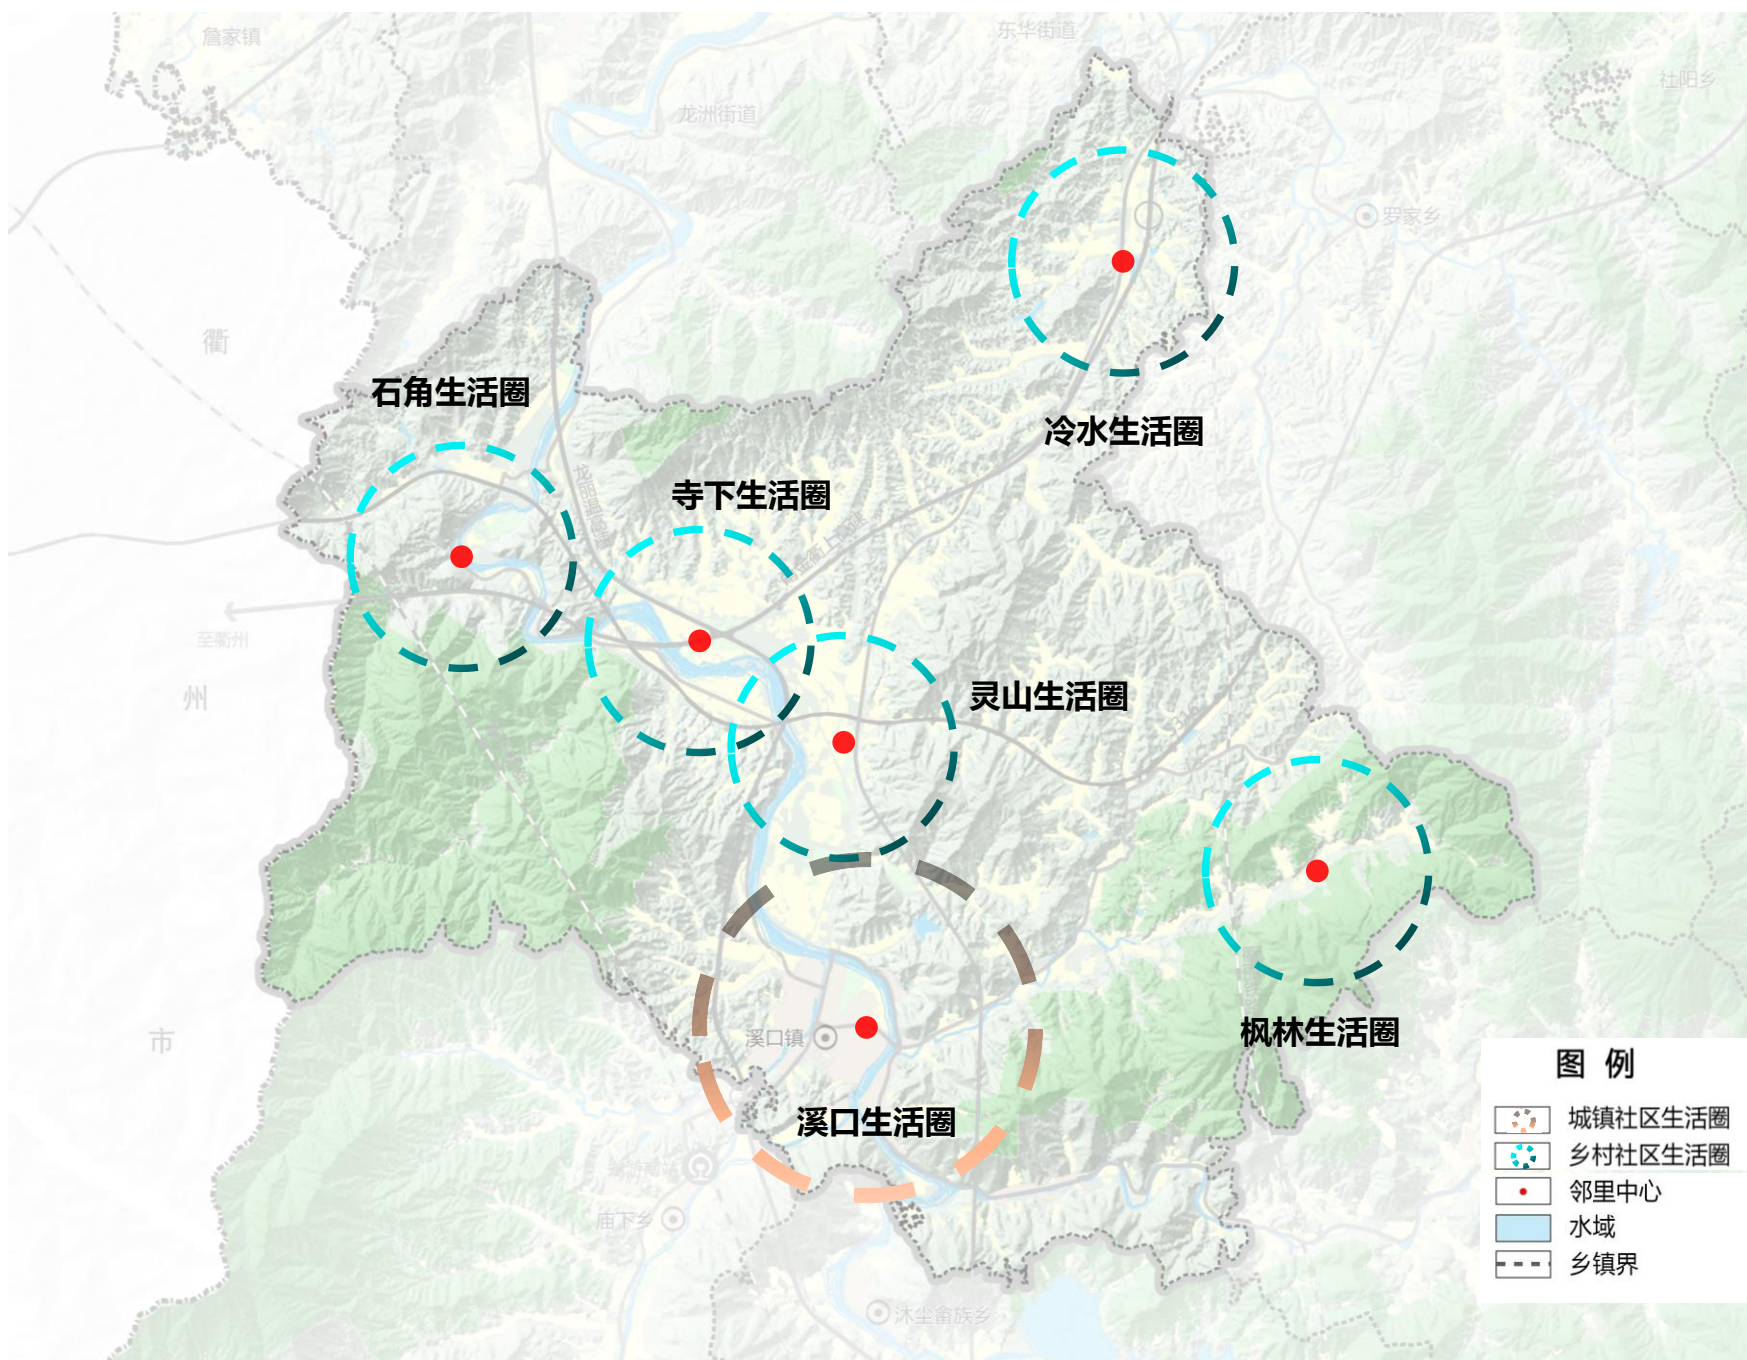 詹家镇
东华街道
社阳乡
龙洲街道
罗家乡
衢
石角生活圈
冷水生活圈
寺下生活圈
至衢州
州
灵山生活圈
枫林生活圈
溪口镇
市
溪口生活圈
庙下乡
沐尘畲族乡
图 例
城镇社区生活圈
乡村社区生活圈
邻里中心
水域
乡镇界